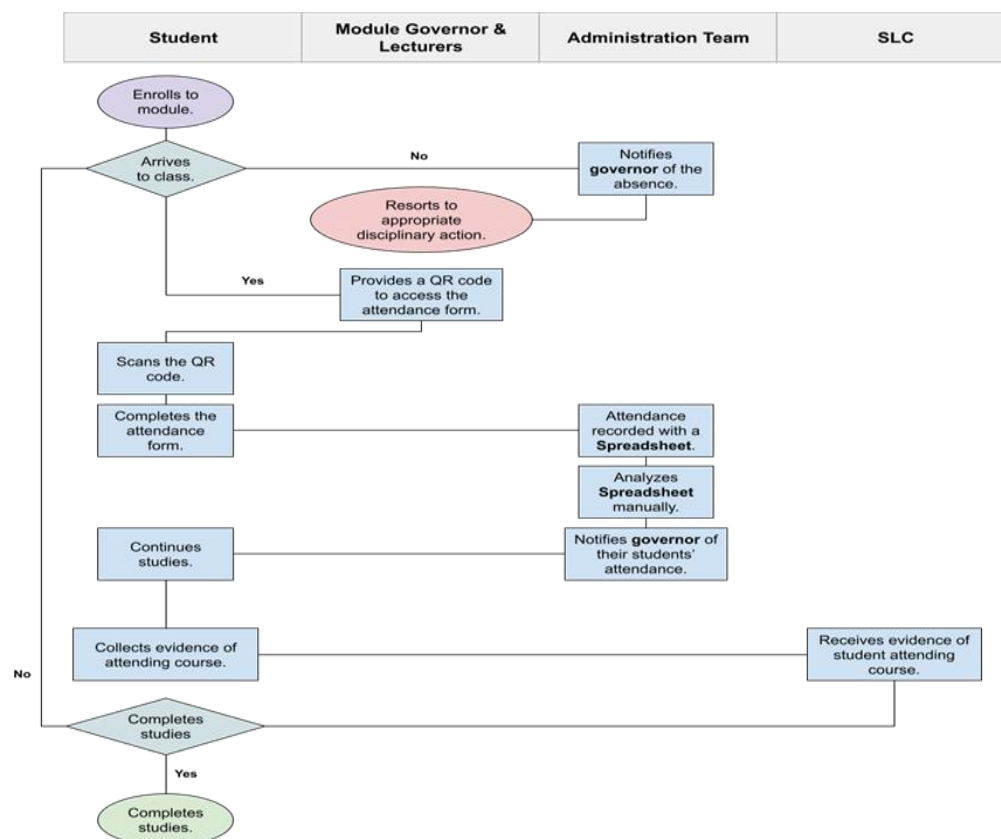 Student
Module Governor &
Lecturers
Administration Team
SLC
Enrolls to
module.
Arrives
to class.
No
Notifies
governor of the
absence.
Resorts to
appropriate
disciplinary action.
Yes
Provides a QR code
to access the
attendance form.
Scans the QR
code.
Completes the
attendance
form.
Attendance
recorded with a
Spreadsheet.
Analyzes
Spreadsheet
manually.
Continues
studies.
Notifies governor of
their students'
attendance.
Collects evidence of
attending course.
Receives evidence of
student attending
course.
No
Completes
studies
Yes
Completes
studies.